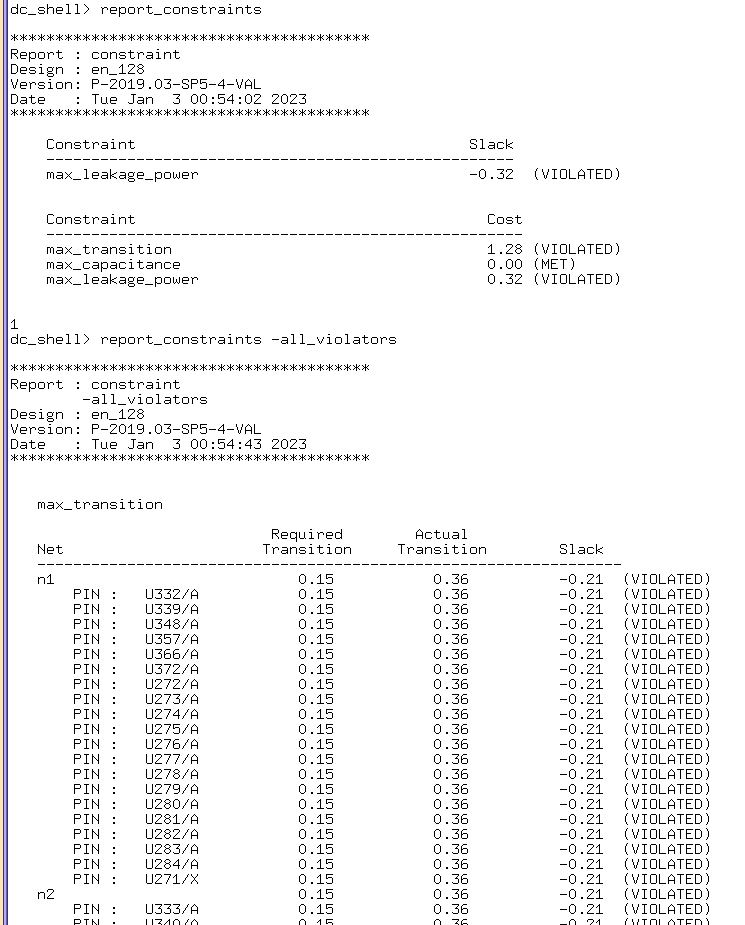 dc_shell> report_constraints
****************************************
Report : constraint
Design : en_128
Version: P-2019.03-SP5-4-VAL
Date   : Tue Jan  3 00:54:02 2023
****************************************
Constraint                                     Slack
----------------------------------------------------
max_leakage_power                              -0.32  (VIOLATED)
Constraint                                       Cost
-----------------------------------------------------
max_transition                                   1.28 (VIOLATED)
max_capacitance                                  0.00 (MET)
max_leakage_power                                0.32 (VIOLATED)
1
dc_shell> report_constraints -all_violators
****************************************
Report : constraint
        -all_violators
Design : en_128
Version: P-2019.03-SP5-4-VAL
Date   : Tue Jan  3 00:54:43 2023
****************************************
max_transition
                          Required        Actual
Net                      Transition     Transition        Slack
-----------------------------------------------------------------
n1                           0.15           0.36          -0.21  (VIOLATED)
    PIN :   U332/A           0.15           0.36          -0.21  (VIOLATED)
    PIN :   U339/A           0.15           0.36          -0.21  (VIOLATED)
    PIN :   U348/A           0.15           0.36          -0.21  (VIOLATED)
    PIN :   U357/A           0.15           0.36          -0.21  (VIOLATED)
    PIN :   U366/A           0.15           0.36          -0.21  (VIOLATED)
    PIN :   U372/A           0.15           0.36          -0.21  (VIOLATED)
    PIN :   U272/A           0.15           0.36          -0.21  (VIOLATED)
    PIN :   U273/A           0.15           0.36          -0.21  (VIOLATED)
    PIN :   U274/A           0.15           0.36          -0.21  (VIOLATED)
    PIN :   U275/A           0.15           0.36          -0.21  (VIOLATED)
    PIN :   U276/A           0.15           0.36          -0.21  (VIOLATED)
    PIN :   U277/A           0.15           0.36          -0.21  (VIOLATED)
    PIN :   U278/A           0.15           0.36          -0.21  (VIOLATED)
    PIN :   U279/A           0.15           0.36          -0.21  (VIOLATED)
    PIN :   U280/A           0.15           0.36          -0.21  (VIOLATED)
    PIN :   U281/A           0.15           0.36          -0.21  (VIOLATED)
    PIN :   U282/A           0.15           0.36          -0.21  (VIOLATED)
    PIN :   U283/A           0.15           0.36          -0.21  (VIOLATED)
    PIN :   U284/A           0.15           0.36          -0.21  (VIOLATED)
    PIN :   U271/X           0.15           0.36          -0.21  (VIOLATED)
n2                           0.15           0.36          -0.21  (VIOLATED)
    PIN :   U333/A           0.15           0.36          -0.21  (VIOLATED)
    PIN :   U340/A           0.15           0.36          -0.21  (VIOLATED)